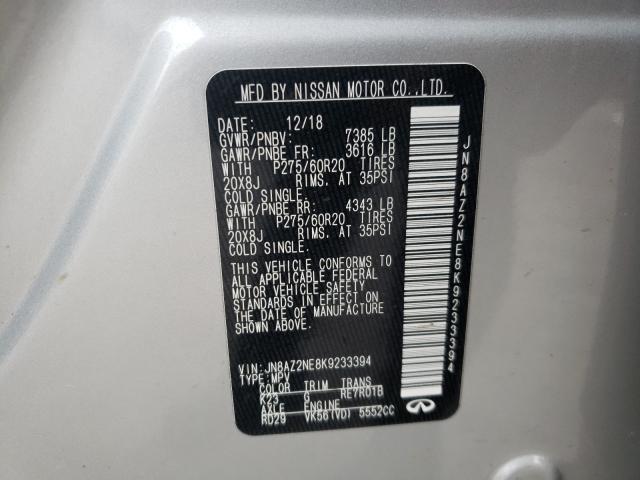 MFD BY NISSAN MOTOR CO.,LTD.
DATE: 12/18
GVWR/PNBV: 7385 LB
GAWR/PNBE FR: 3616 LB
WITH P275/60R20 TIRES
20X8J RIMS. AT 35PSI
COLD SINGLE.
GAWR/PNBE RR: 4343 LB
WITH P275/60R20 TIRES
20X8J RIMS. AT 35PSI
COLD SINGLE.
THIS VEHICLE CONFORMS TO
ALL APPLICABLE FEDERAL
MOTOR VEHICLE SAFETY
STANDARDS IN EFFECT ON
THE DATE OF MANUFACTURE
SHOWN ABOVE.
VIN: JN8AZ2NE8K9233394
TYPE: MPV
COLOR TRIM TRANS
K23 G RE7R01B
AXLE ENGINE
RD29 VK56(VD) 5552CC
JN8AZ2NE8K9233394